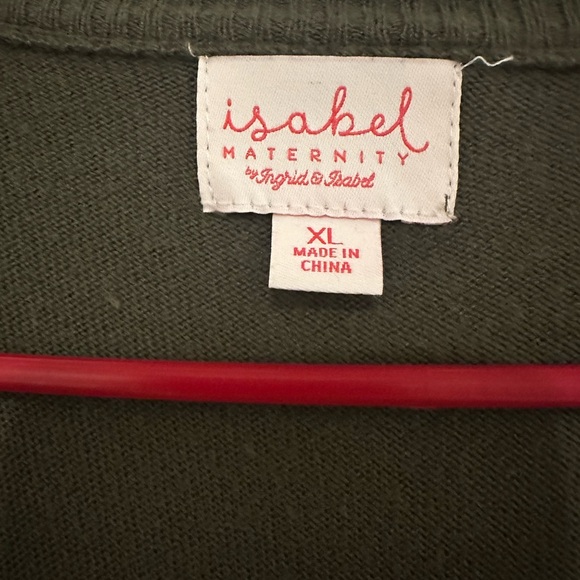 isabel
MATERNITY
by Ingrid & Isabel
XL
MADE IN
CHINA